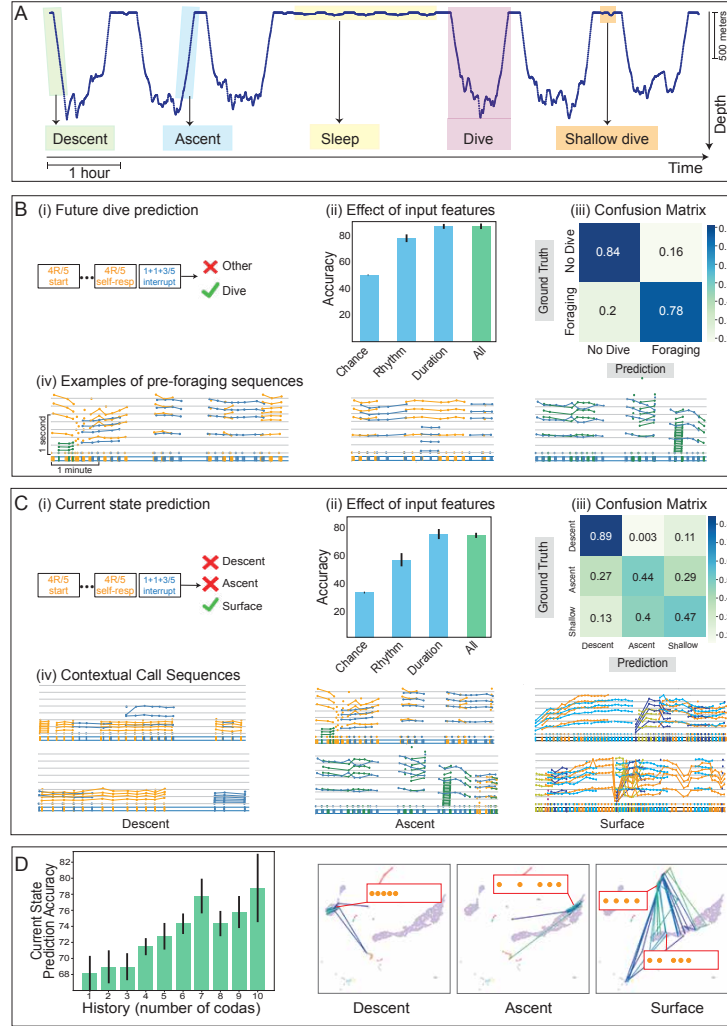 A
500 meters
Depth
Descent
Ascent
Sleep
Dive
Shallow dive
1 hour
Time
B
(i) Future dive prediction
4R/5
start
4R/5
self-resp
1+1+3/5
interrupt
Other
Dive
(ii) Effect of input features
Accuracy
80
60
40
20
0
Chance
Rhythm
Duration
All
(iii) Confusion Matrix
Ground Truth
No Dive
Foraging
0.84
0.16
0.2
0.78
No Dive
Foraging
Prediction
(iv) Examples of pre-foraging sequences
1 second
1 minute
C
(i) Current state prediction
4R/5
start
4R/5
self-resp
1+1+3/5
interrupt
Descent
Ascent
Surface
(ii) Effect of input features
Accuracy
80
60
40
20
Chance
Rhythm
Duration
All
(iii) Confusion Matrix
Ground Truth
Descent
Ascent
Shallow
0.89
0.003
0.11
0.27
0.44
0.29
0.13
0.4
0.47
Descent
Ascent
Shallow
Prediction
(iv) Contextual Call Sequences
Descent
Ascent
Surface
D
Current State
Prediction Accuracy
82
80
78
76
74
72
70
68
1
2
3
4
5
6
7
8
9
10
History (number of codas)
Descent
Ascent
Surface